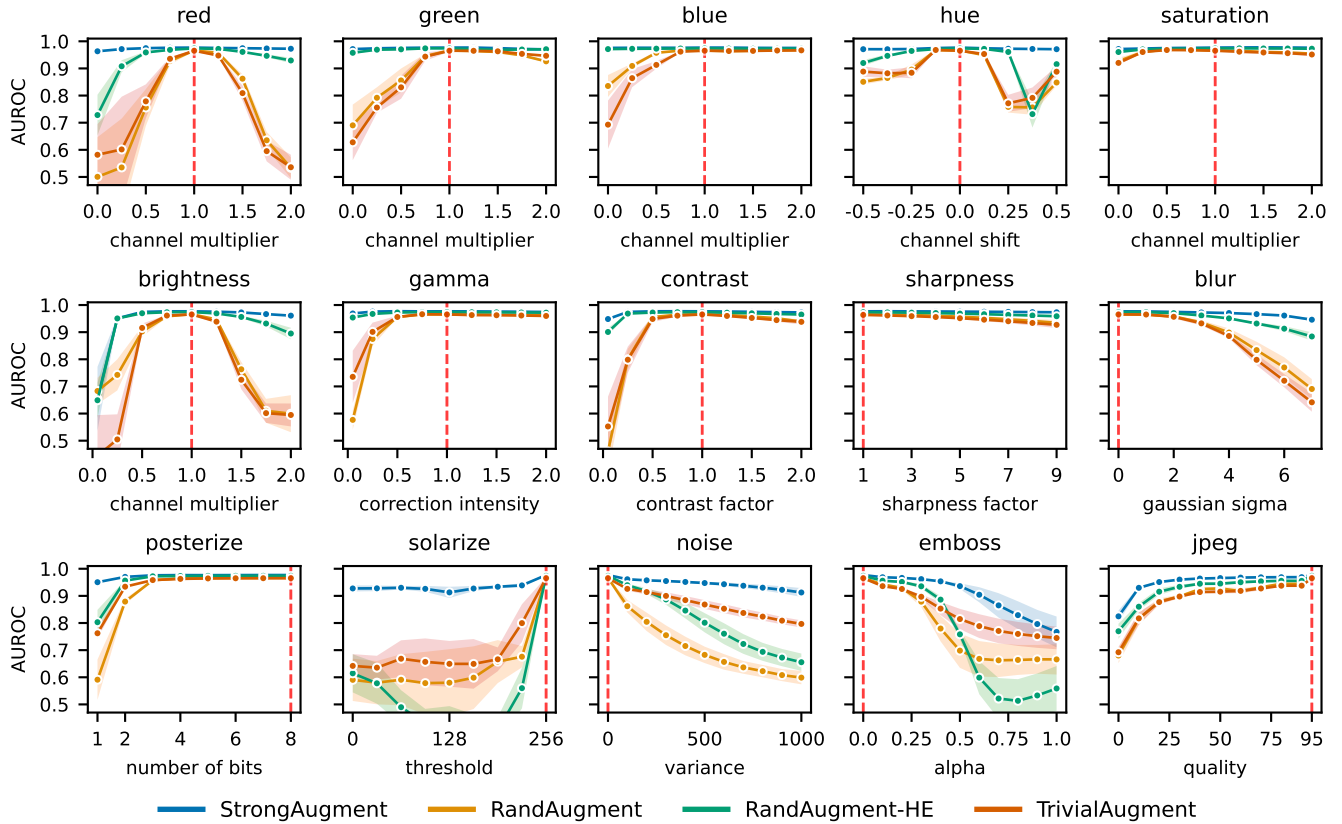 red green blue hue saturation
AUROC
1.0
0.9
0.8
0.7
0.6
0.5
0.0 0.5 1.0 1.5 2.0
channel multiplier
0.0 0.5 1.0 1.5 2.0
channel multiplier
0.0 0.5 1.0 1.5 2.0
channel multiplier
-0.5 -0.25 0.0 0.25 0.5
channel shift
0.0 0.5 1.0 1.5 2.0
channel multiplier
brightness gamma contrast sharpness blur
AUROC
1.0
0.9
0.8
0.7
0.6
0.5
0.0 0.5 1.0 1.5 2.0
channel multiplier
0.0 0.5 1.0 1.5 2.0
correction intensity
0.0 0.5 1.0 1.5 2.0
contrast factor
1 3 5 7 9
sharpness factor
0 2 4 6
gaussian sigma
posterize solarize noise emboss jpeg
AUROC
1.0
0.9
0.8
0.7
0.6
0.5
1 2 4 6 8
number of bits
0 128 256
threshold
0 500 1000
variance
0.0 0.25 0.5 0.75 1.0
alpha
0 25 50 75 95
quality
StrongAugment RandAugment RandAugment-HE TrivialAugment